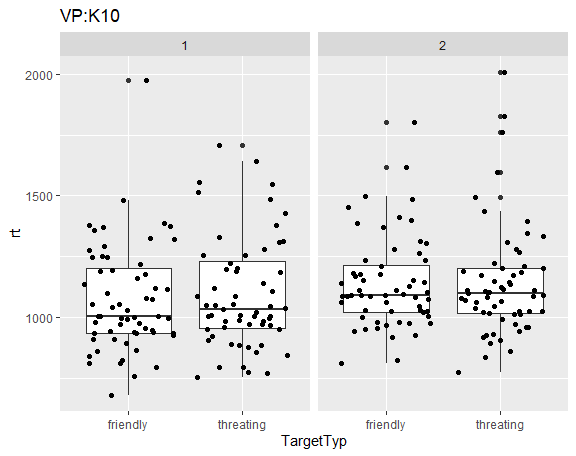 VP:K10
1 2
rt
2000
1500
1000
friendly threating friendly threating
TargetTyp